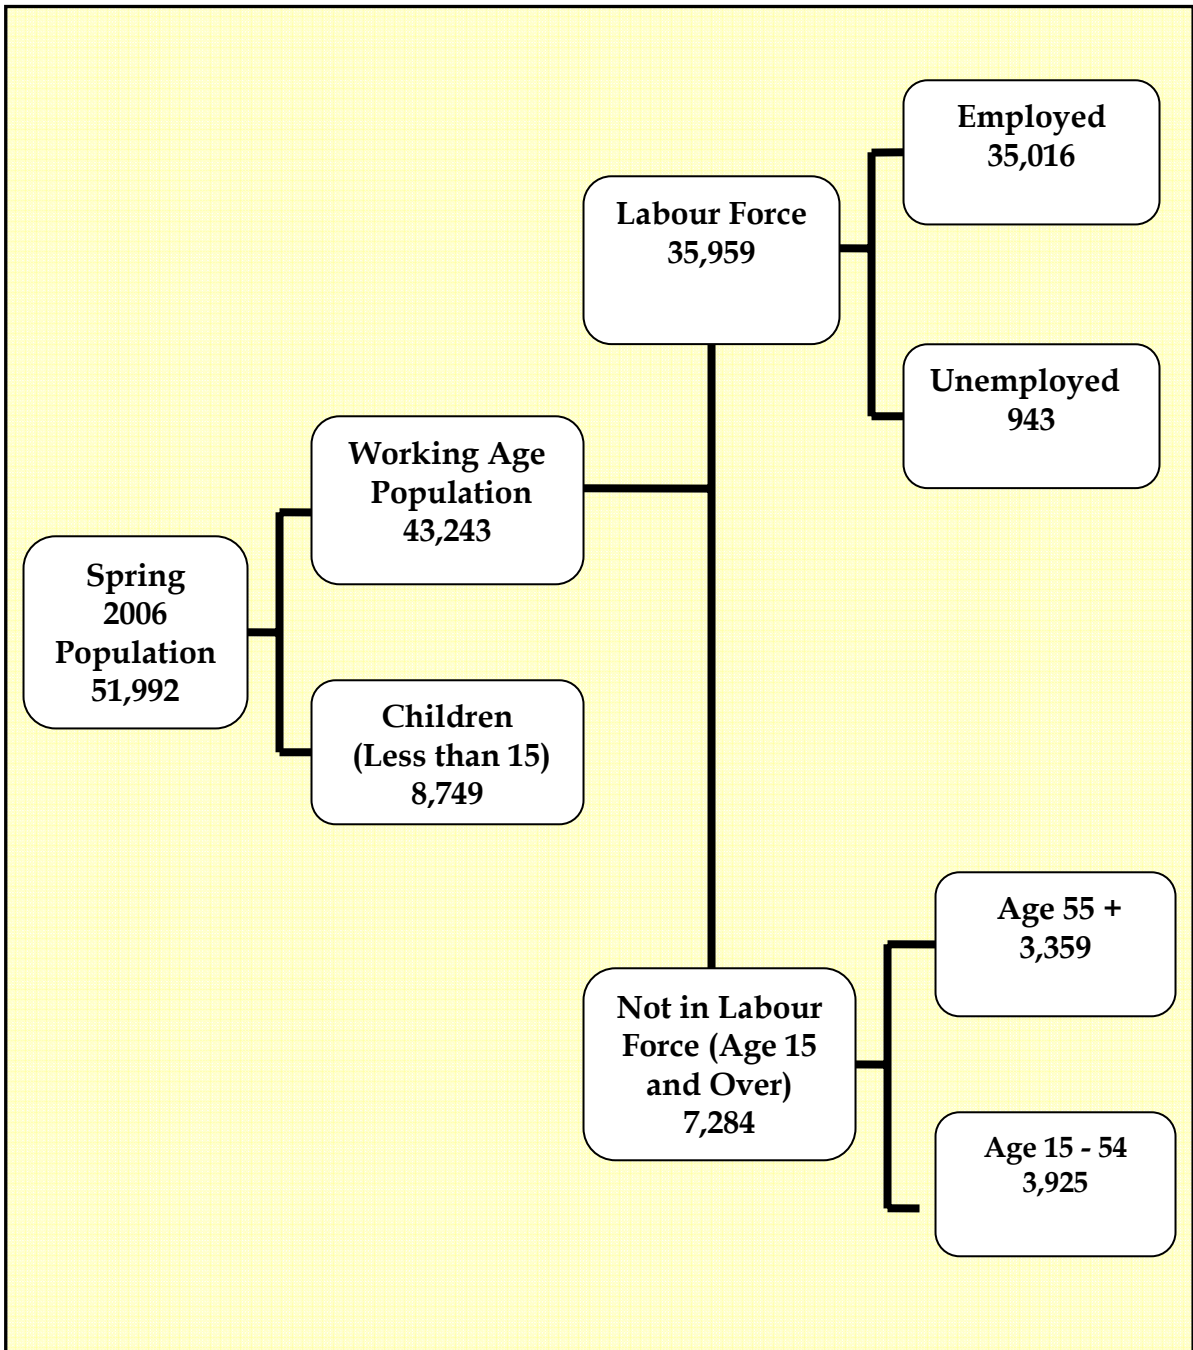 Spring
2006
Population
51,992
Working Age
Population
43,243
Children
(Less than 15)
8,749
Labour Force
35,959
Employed
35,016
Unemployed
943
Not in Labour
Force (Age 15
and Over)
7,284
Age 55 +
3,359
Age 15 - 54
3,925